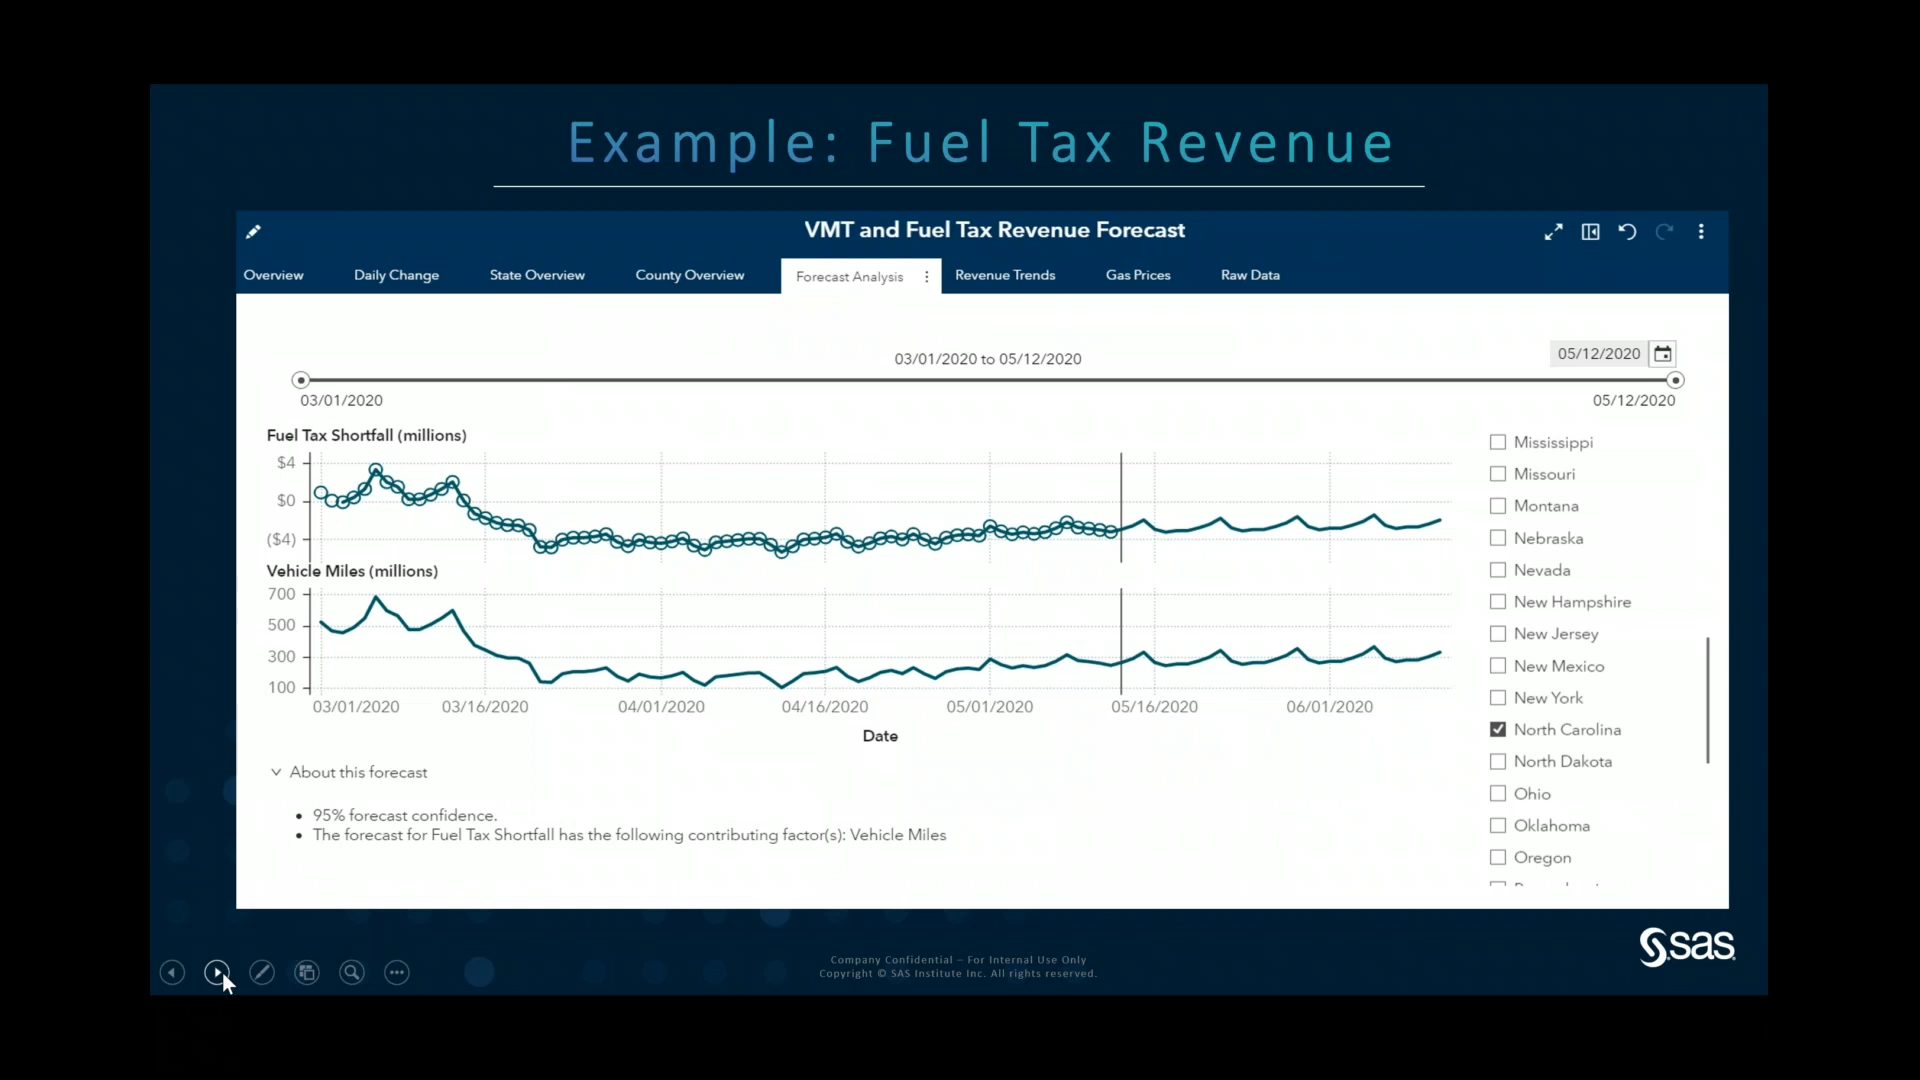 Example: Fuel Tax Revenue
VMT and Fuel Tax Revenue Forecast
Overview
Daily Change
State Overview
County Overview
Forecast Analysis
Revenue Trends
Gas Prices
Raw Data
03/01/2020 to 05/12/2020
05/12/2020
03/01/2020
05/12/2020
Fuel Tax Shortfall (millions)
$4
$0
($4)
Vehicle Miles (millions)
700
500
300
100
03/01/2020
03/16/2020
04/01/2020
04/16/2020
05/01/2020
05/16/2020
06/01/2020
Date
Mississippi
Missouri
Montana
Nebraska
Nevada
New Hampshire
New Jersey
New Mexico
New York
North Carolina
North Dakota
Ohio
Oklahoma
Oregon
About this forecast
• 95% forecast confidence.
• The forecast for Fuel Tax Shortfall has the following contributing factor(s): Vehicle Miles
Company Confidential – For Internal Use Only
Copyright © SAS Institute Inc. All rights reserved.
sas